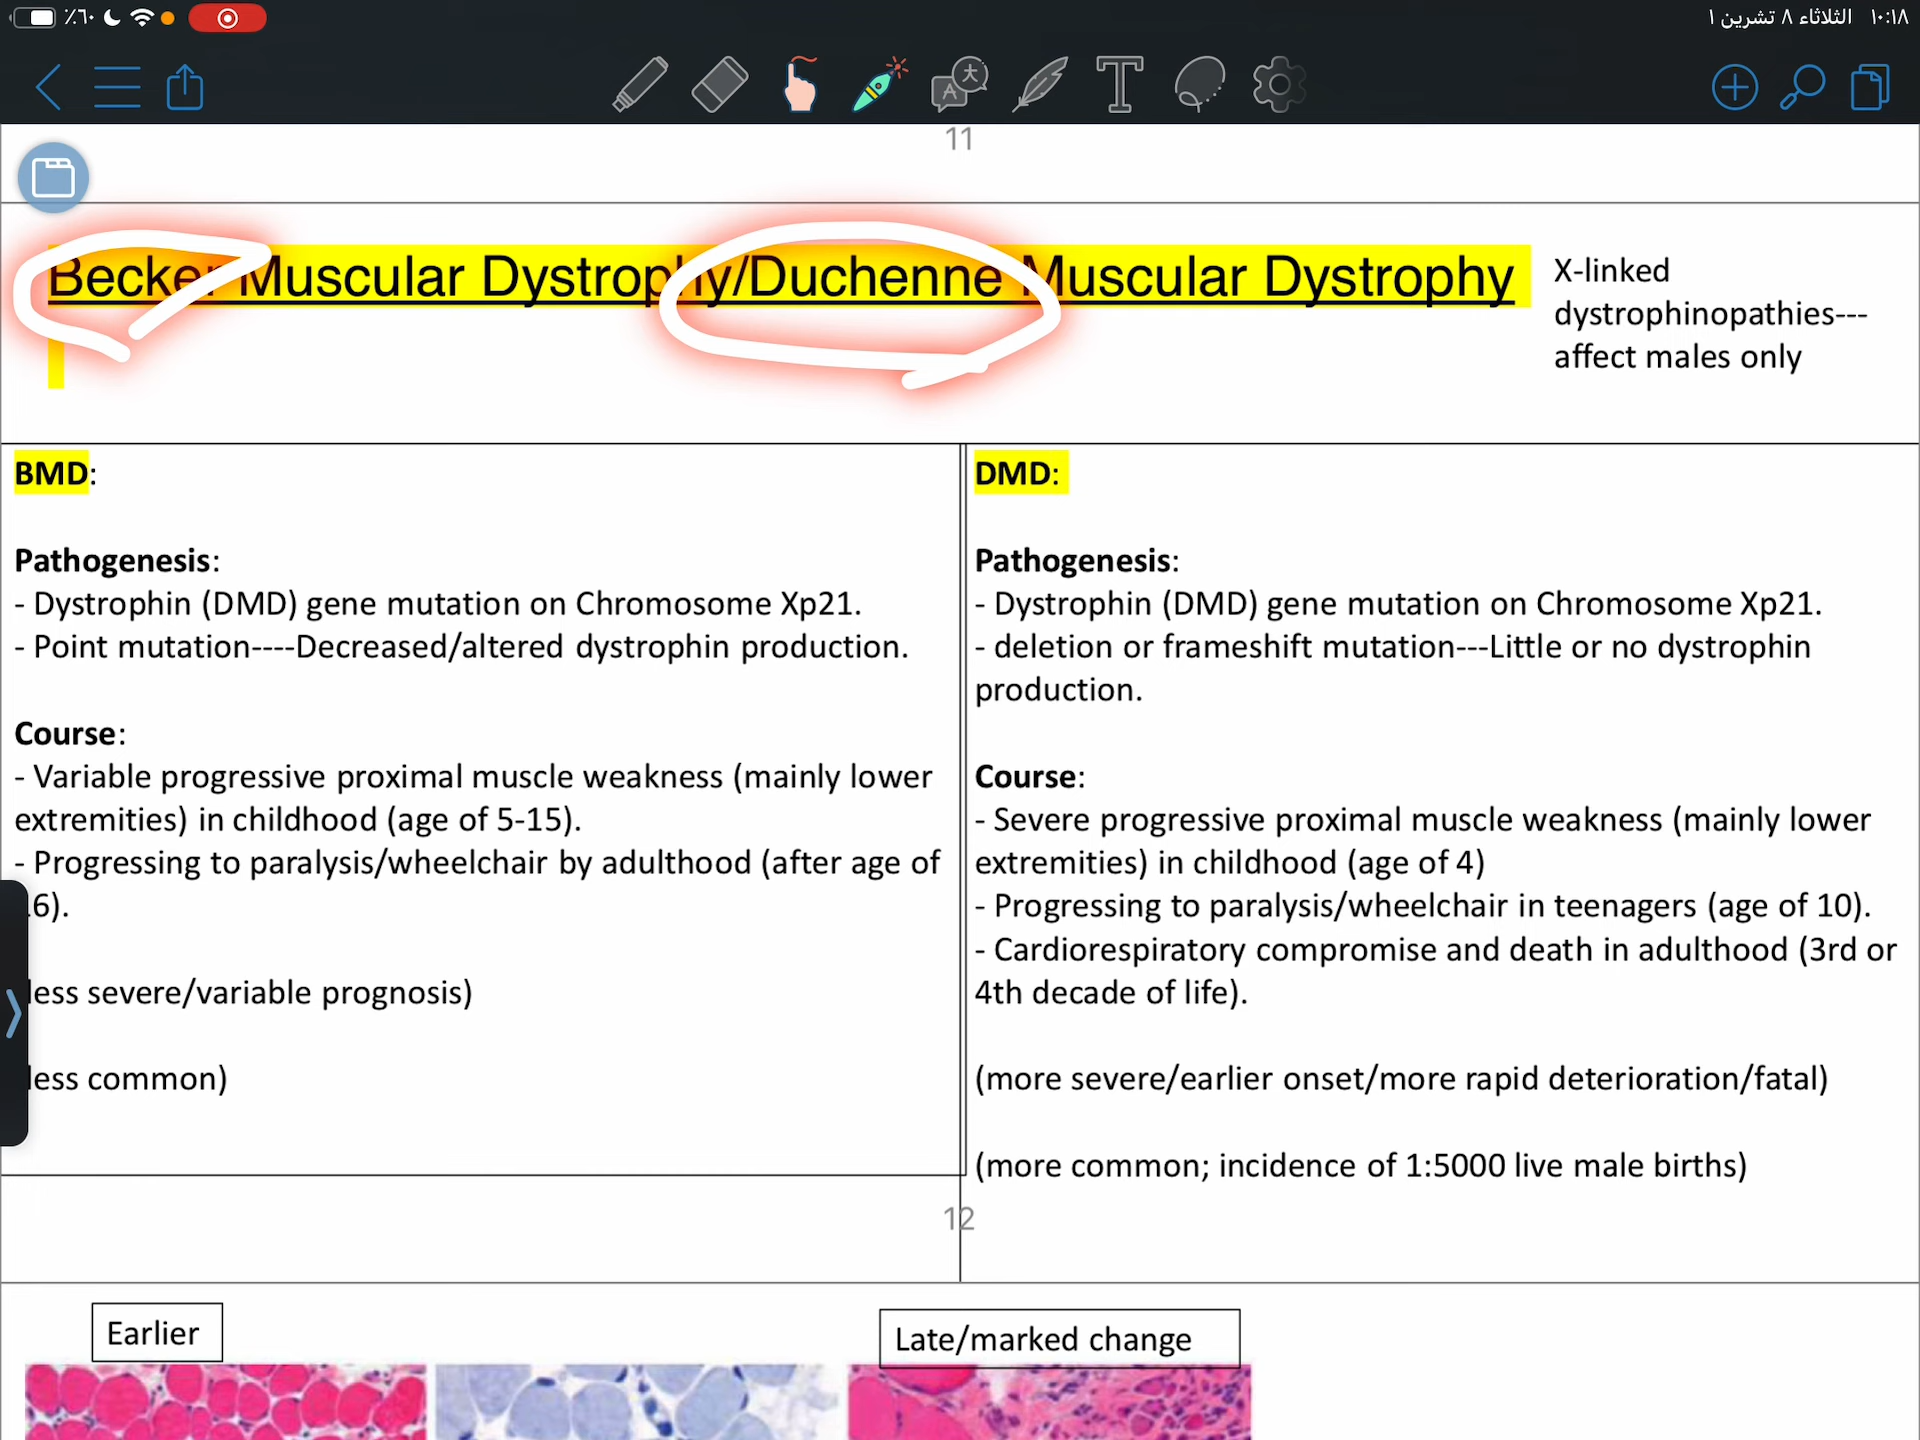 ٪٦٠
الثلاثاء ٨ تشرين ١ ١٠:١٨
11
Becker Muscular Dystrophy/Duchenne Muscular Dystrophy
X-linked
dystrophinopathies---
affect males only
BMD:
Pathogenesis:
- Dystrophin (DMD) gene mutation on Chromosome Xp21.
- Point mutation----Decreased/altered dystrophin production.
Course:
- Variable progressive proximal muscle weakness (mainly lower
extremities) in childhood (age of 5-15).
- Progressing to paralysis/wheelchair by adulthood (after age of
6).
less severe/variable prognosis)
less common)
DMD:
Pathogenesis:
- Dystrophin (DMD) gene mutation on Chromosome Xp21.
- deletion or frameshift mutation---Little or no dystrophin
production.
Course:
- Severe progressive proximal muscle weakness (mainly lower
extremities) in childhood (age of 4)
- Progressing to paralysis/wheelchair in teenagers (age of 10).
- Cardiorespiratory compromise and death in adulthood (3rd or
4th decade of life).
(more severe/earlier onset/more rapid deterioration/fatal)
(more common; incidence of 1:5000 live male births)
12
Earlier
Late/marked change